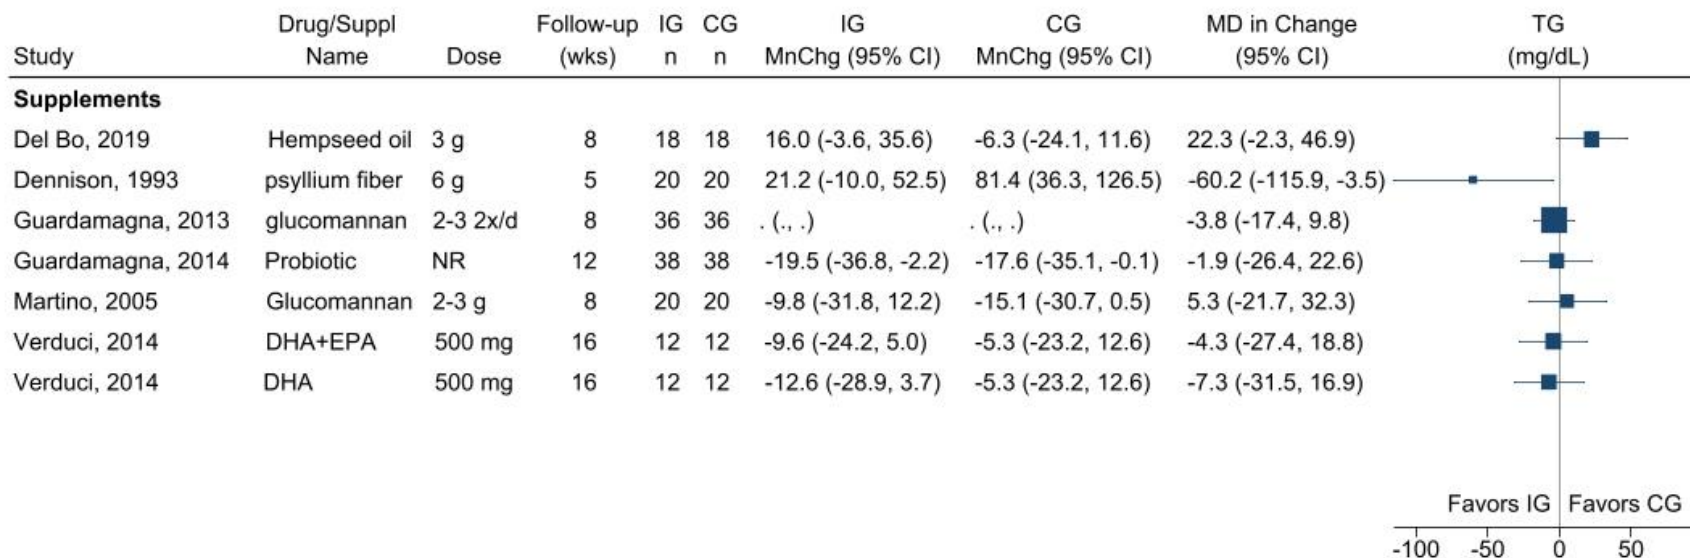 Drug/Suppl Follow-up IG CG IG CG MD in Change TG
Study Name Dose (wks) n n MnChg (95% CI) MnChg (95% CI) (95% CI) (mg/dL)
Supplements
Del Bo, 2019 Hempseed oil 3 g 8 18 18 16.0 (-3.6, 35.6) -6.3 (-24.1, 11.6) 22.3 (-2.3, 46.9)
Dennison, 1993 psyllium fiber 6 g 5 20 20 21.2 (-10.0, 52.5) 81.4 (36.3, 126.5) -60.2 (-115.9, -3.5)
Guardamagna, 2013 glucomannan 2-3 2x/d 8 36 36 . (., .) . (., .) -3.8 (-17.4, 9.8)
Guardamagna, 2014 Probiotic NR 12 38 38 -19.5 (-36.8, -2.2) -17.6 (-35.1, -0.1) -1.9 (-26.4, 22.6)
Martino, 2005 Glucomannan 2-3 g 8 20 20 -9.8 (-31.8, 12.2) -15.1 (-30.7, 0.5) 5.3 (-21.7, 32.3)
Verduci, 2014 DHA+EPA 500 mg 16 12 12 -9.6 (-24.2, 5.0) -5.3 (-23.2, 12.6) -4.3 (-27.4, 18.8)
Verduci, 2014 DHA 500 mg 16 12 12 -12.6 (-28.9, 3.7) -5.3 (-23.2, 12.6) -7.3 (-31.5, 16.9)
Favors IG Favors CG
-100 -50 0 50